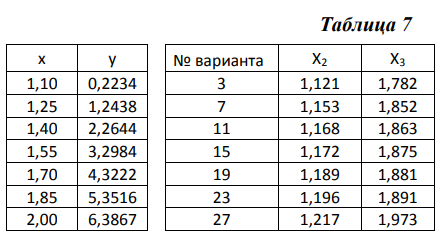 Таблица 7
x y № варианта X₂ X₃
1,10 0,2234 3 1,121 1,782
1,25 1,2438 7 1,153 1,852
1,40 2,2644 11 1,168 1,863
1,55 3,2984 15 1,172 1,875
1,70 4,3222 19 1,189 1,881
1,85 5,3516 23 1,196 1,891
2,00 6,3867 27 1,217 1,973